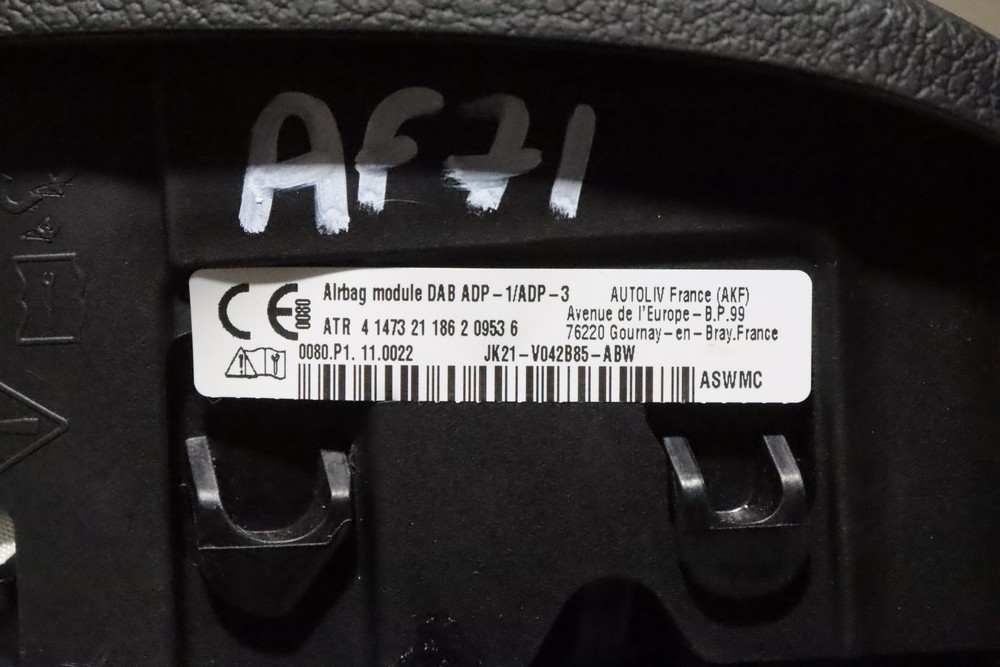 AF71
CE 0080
Airbag module DAB ADP-1/ADP-3
ATR 4 1473 21 186 2 0953 6
AUTOLIV France (AKF)
Avenue de l'Europe-B.P.99
76220 Gournay-en-Bray.France
0080.P1. 11.0022
JK21-V042B85-ABW
ASWMC